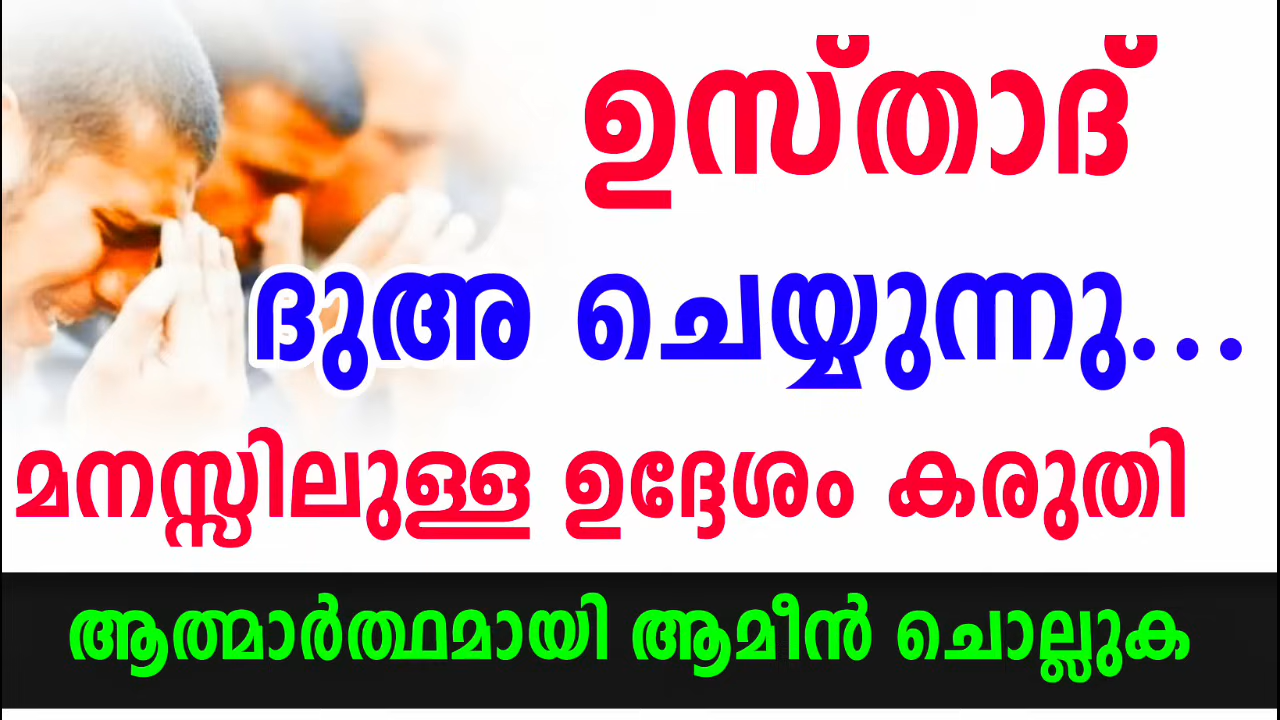 ഉസ്താദ്
ദുഅ ചെയ്യുന്നു...
മനസ്സിലുള്ള ഉദ്ദേശം കരുതി
ആത്മാർത്ഥമായി ആമീൻ ചൊല്ലുക